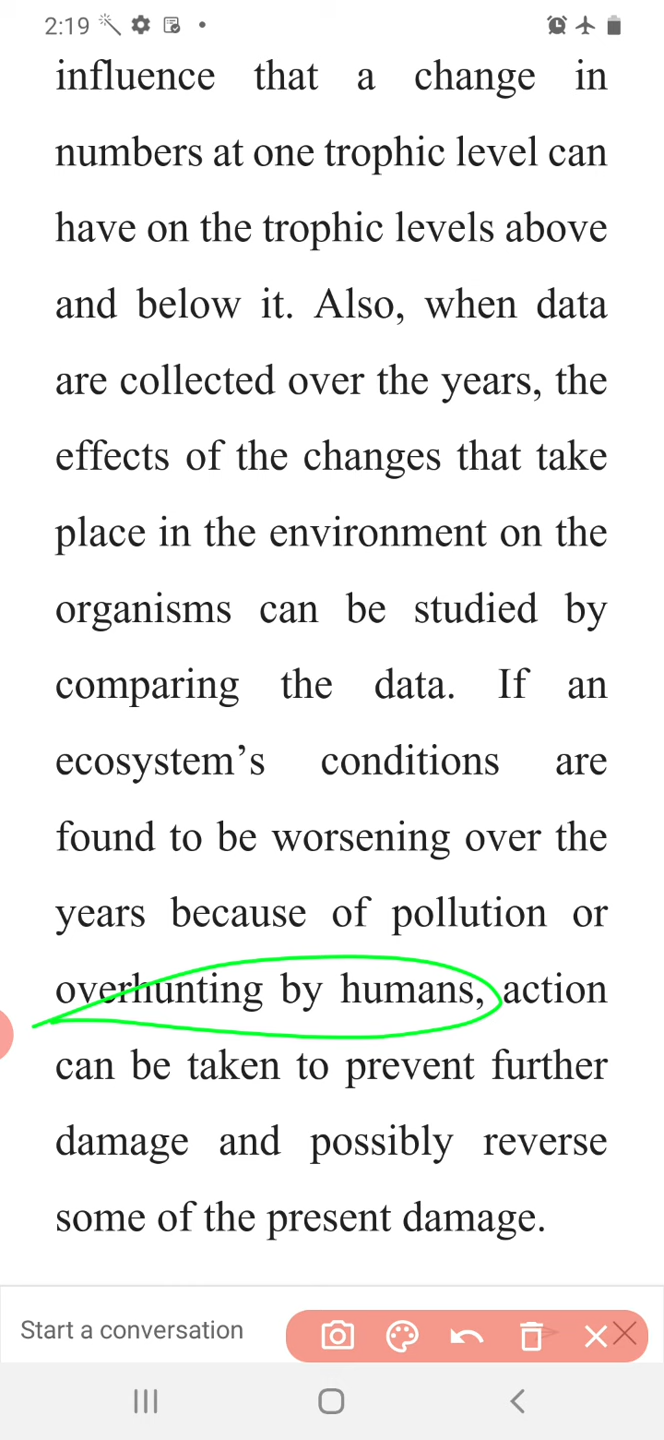 2:19
influence that a change in
numbers at one trophic level can
have on the trophic levels above
and below it. Also, when data
are collected over the years, the
effects of the changes that take
place in the environment on the
organisms can be studied by
comparing the data. If an
ecosystem’s conditions are
found to be worsening over the
years because of pollution or
overhunting by humans, action
can be taken to prevent further
damage and possibly reverse
some of the present damage.
Start a conversation